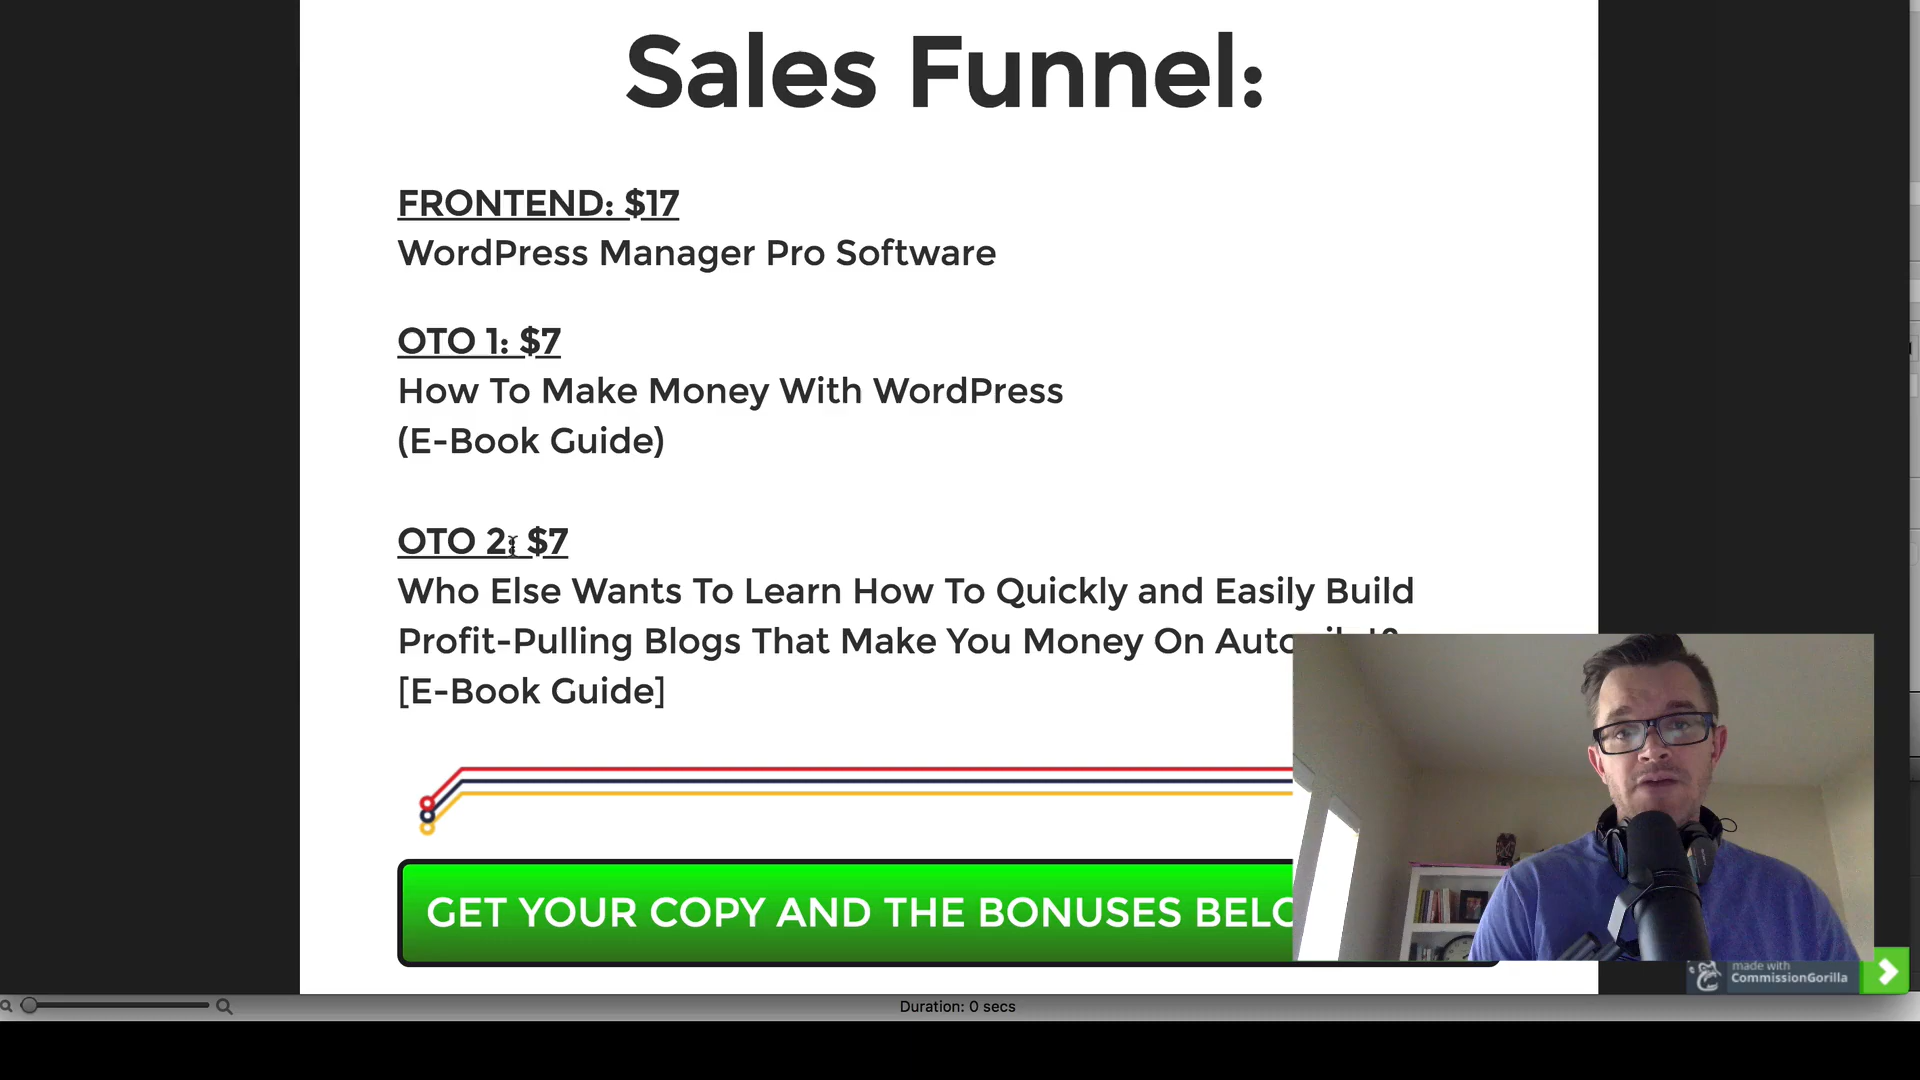 Sales Funnel:
FRONTEND: $17
WordPress Manager Pro Software
OTO 1: $7
How To Make Money With WordPress
(E-Book Guide)
OTO 2: $7
Who Else Wants To Learn How To Quickly and Easily Build
Profit-Pulling Blogs That Make You Money On
[E-Book Guide]
GET YOUR COPY AND THE BONUSES
made with
CommissionGorilla
Duration: 0 secs